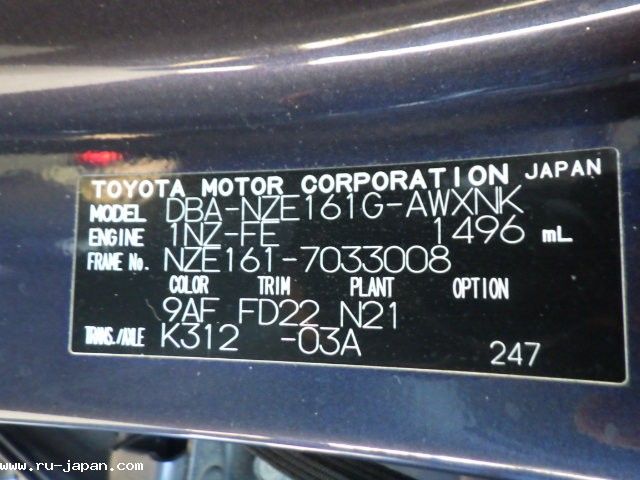 TOYOTA MOTOR CORPORATION JAPAN
MODEL DBA-NZE161G-AWXNK
ENGINE 1NZ-FE 1496 mL
FRAME No. NZE161-7033008
COLOR TRIM PLANT OPTION
9AF FD22 N21
TRANS./AXLE K312 -03A
247
www.ru-japan.com